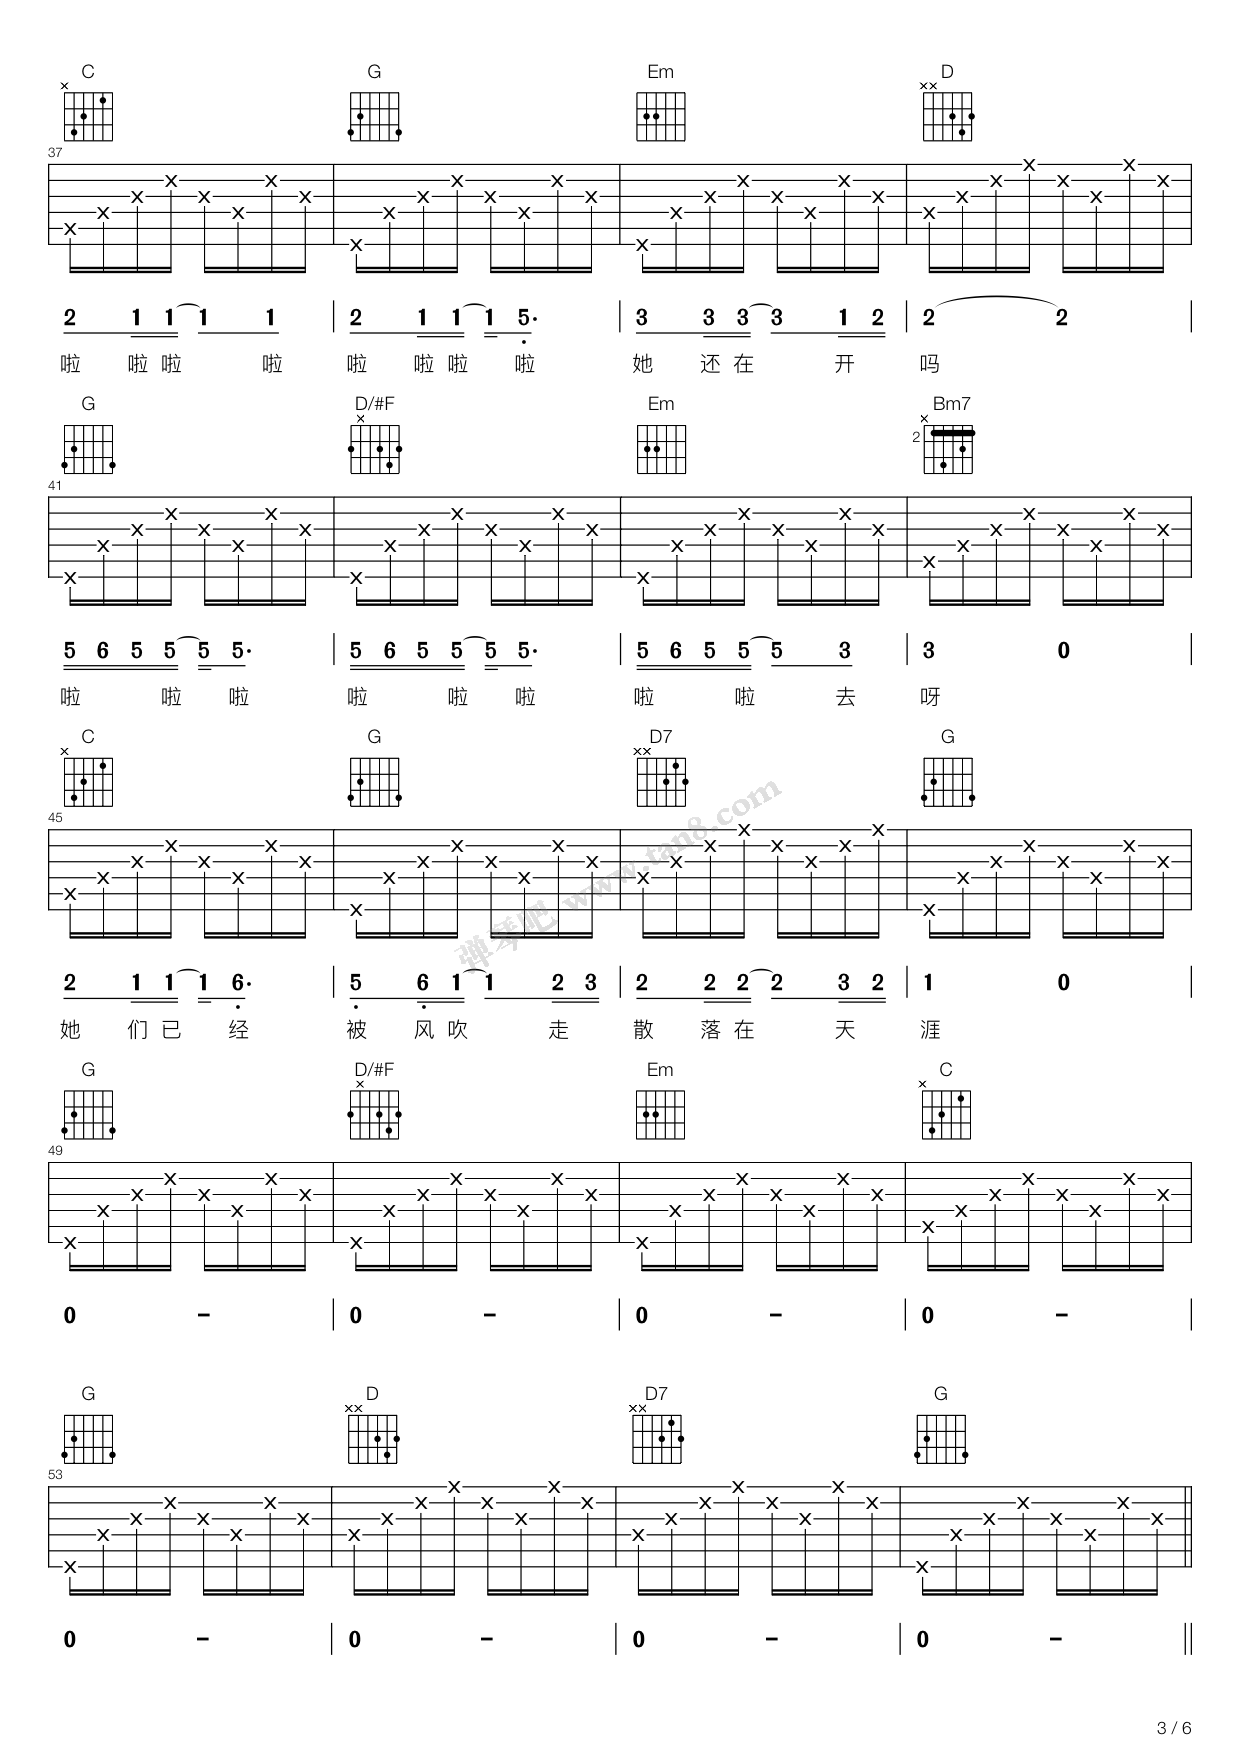 C G Em D
× × ××
37
2 1 1 1 1 2 1 1 1 5· 3 3 3 3 1 2 2 2
啦 啦 啦 啦 啦 啦 啦 啦 她 还 在 开 吗
G D/#F Em Bm7
× ×
2
41
5 6 5 5 5 5· 5 6 5 5 5 5· 5 6 5 5 5 3 3 0
啦 啦 啦 啦 啦 啦 啦 啦 去 呀
C G D7 G
× ××
45
2 1 1 1 6· 5 6 1 1 2 3 2 2 2 2 3 2 1 0
她 们 已 经 被 风 吹 走 散 落 在 天 涯
弹琴吧 www.tan8.com
G D/#F Em C
× ×
49
0 – 0 – 0 – 0 –
G D D7 G
×× ××
53
0 – 0 – 0 – 0 –
3 / 6